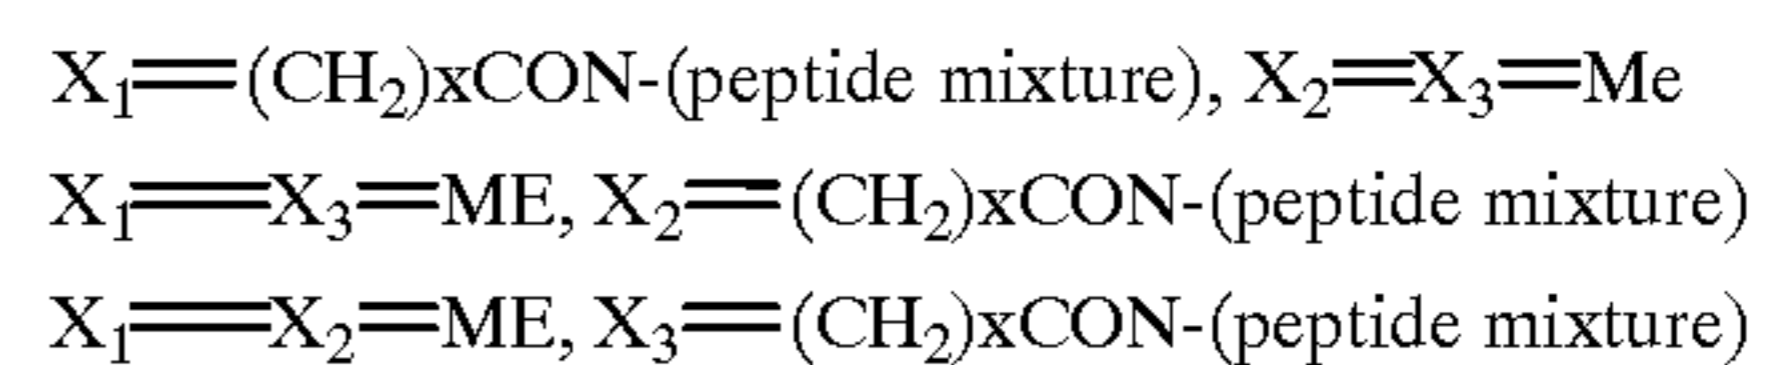 X₁=(CH₂)xCON-(peptide mixture), X₂=X₃=Me
X₁=X₃=ME, X₂=(CH₂)xCON-(peptide mixture)
X₁=X₂=ME, X₃=(CH₂)xCON-(peptide mixture)